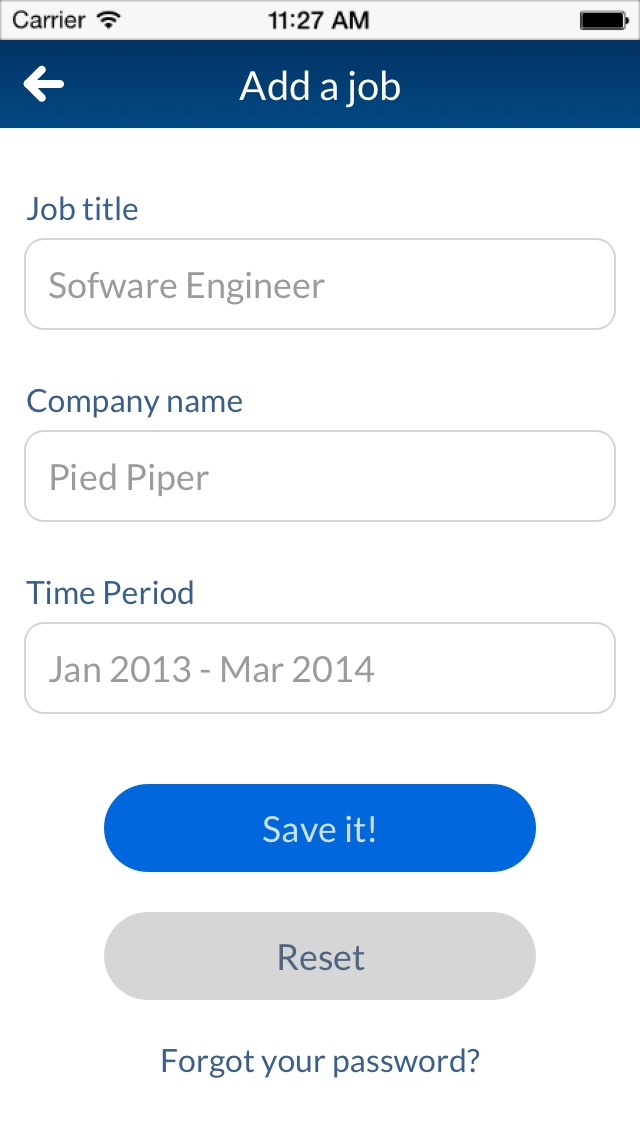 Carrier 11:27 AM
Add a job
Job title
Sofware Engineer
Company name
Pied Piper
Time Period
Jan 2013 - Mar 2014
Save it!
Reset
Forgot your password?